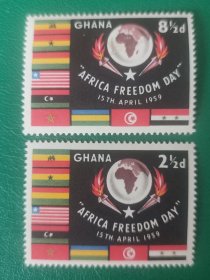 GHANA 8½d
"AFRICA FREEDOM DAY"
15TH APRIL 1959
GHANA 2½d
"AFRICA FREEDOM DAY"
15TH APRIL 1959